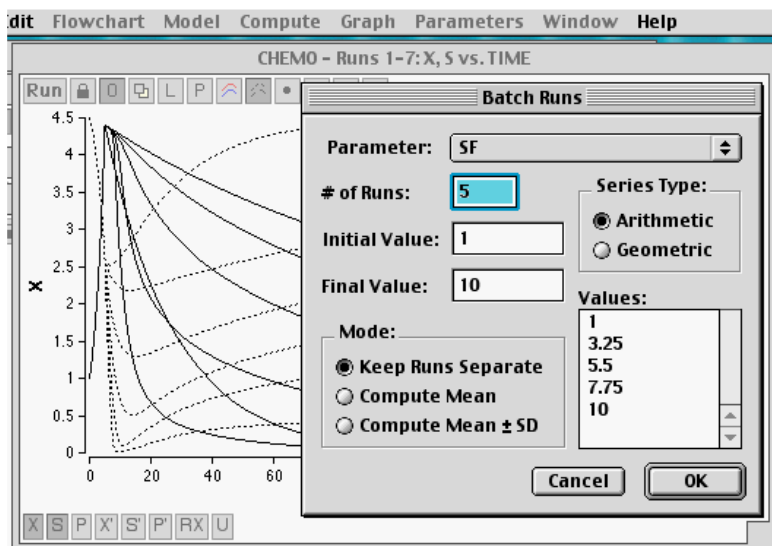 dit Flowchart Model Compute Graph Parameters Window Help
CHEMO - Runs 1-7: X, S vs. TIME
Run O L P
Batch Runs
Parameter: SF
# of Runs: 5
Initial Value: 1
Final Value: 10
Mode:
Keep Runs Separate
Compute Mean
Compute Mean ± SD
Series Type:
Arithmetic
Geometric
Values:
1
3.25
5.5
7.75
10
Cancel OK
4.5
4
3.5
3
2.5
2
1.5
1
0.5
0
X
0 20 40 60
X S P X' S' P' RX U